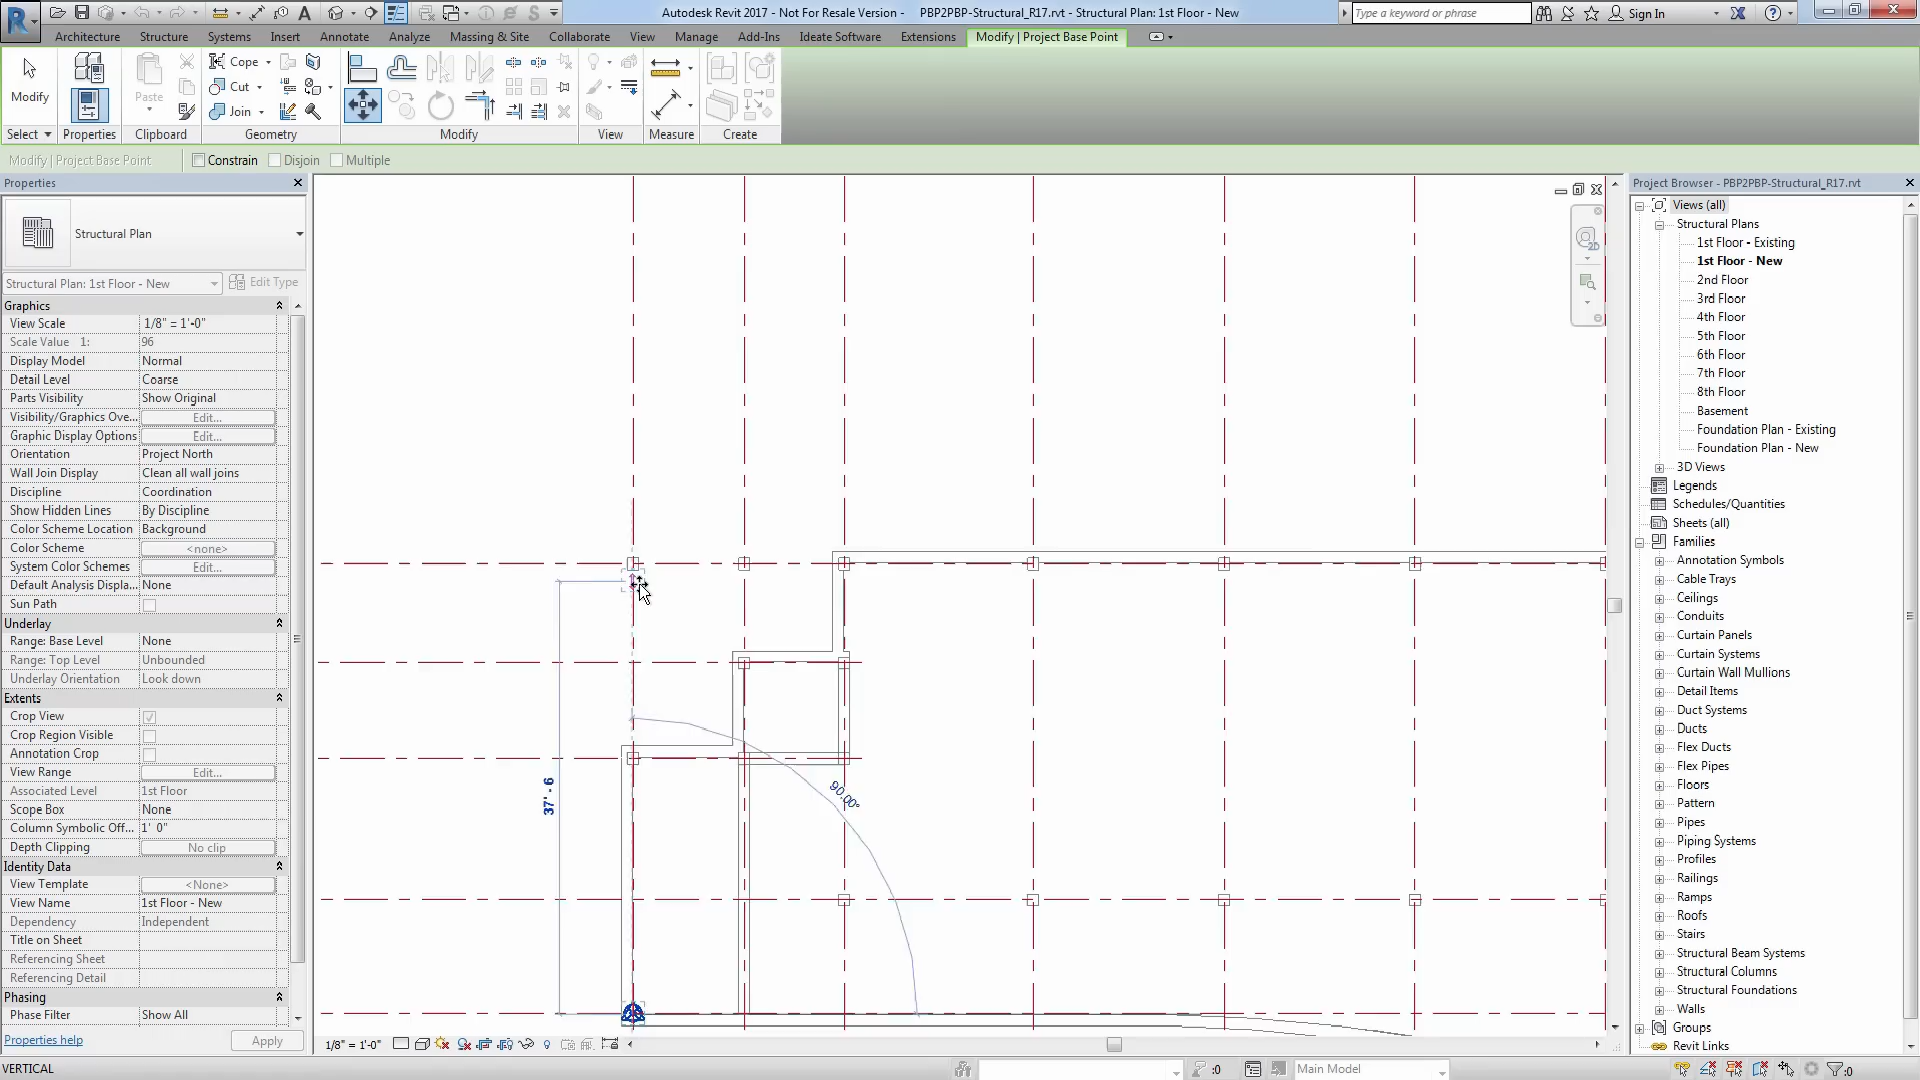 Autodesk Revit 2017 - Not For Resale Version - PBP2PBP-Structural_R17.rvt - Structural Plan: 1st Floor - New
Type a keyword or phrase
Sign In
Architecture Structure Systems Insert Annotate Analyze Massing & Site Collaborate View Manage Add-Ins Ideate Software Extensions Modify | Project Base Point
Modify
Paste
Cope
Cut
Join
Select Properties Clipboard Geometry Modify View Measure Create
Modify | Project Base Point
Constrain Disjoin Multiple
Properties
Structural Plan
Structural Plan: 1st Floor - New
Edit Type
Graphics
View Scale 1/8" = 1'-0"
Scale Value 1: 96
Display Model Normal
Detail Level Coarse
Parts Visibility Show Original
Visibility/Graphics Ove... Edit...
Graphic Display Options Edit...
Orientation Project North
Wall Join Display Clean all wall joins
Discipline Coordination
Show Hidden Lines By Discipline
Color Scheme Location Background
Color Scheme <none>
System Color Schemes Edit...
Default Analysis Displa... None
Sun Path
Underlay
Range: Base Level None
Range: Top Level Unbounded
Underlay Orientation Look down
Extents
Crop View
Crop Region Visible
Annotation Crop
View Range Edit...
Associated Level 1st Floor
Scope Box None
Column Symbolic Off... 1' 0"
Depth Clipping No clip
Identity Data
View Template <None>
View Name 1st Floor - New
Dependency Independent
Title on Sheet
Referencing Sheet
Referencing Detail
Phasing
Phase Filter Show All
Properties help
Apply
37' - 6
90.00°
2D
1/8" = 1'-0"
Project Browser - PBP2PBP-Structural_R17.rvt
Views (all)
Structural Plans
1st Floor - Existing
1st Floor - New
2nd Floor
3rd Floor
4th Floor
5th Floor
6th Floor
7th Floor
8th Floor
Basement
Foundation Plan - Existing
Foundation Plan - New
3D Views
Legends
Schedules/Quantities
Sheets (all)
Families
Annotation Symbols
Cable Trays
Ceilings
Conduits
Curtain Panels
Curtain Systems
Curtain Wall Mullions
Detail Items
Duct Systems
Ducts
Flex Ducts
Flex Pipes
Floors
Pattern
Pipes
Piping Systems
Profiles
Railings
Ramps
Roofs
Stairs
Structural Beam Systems
Structural Columns
Structural Foundations
Walls
Groups
Revit Links
VERTICAL
:0
Main Model
:0